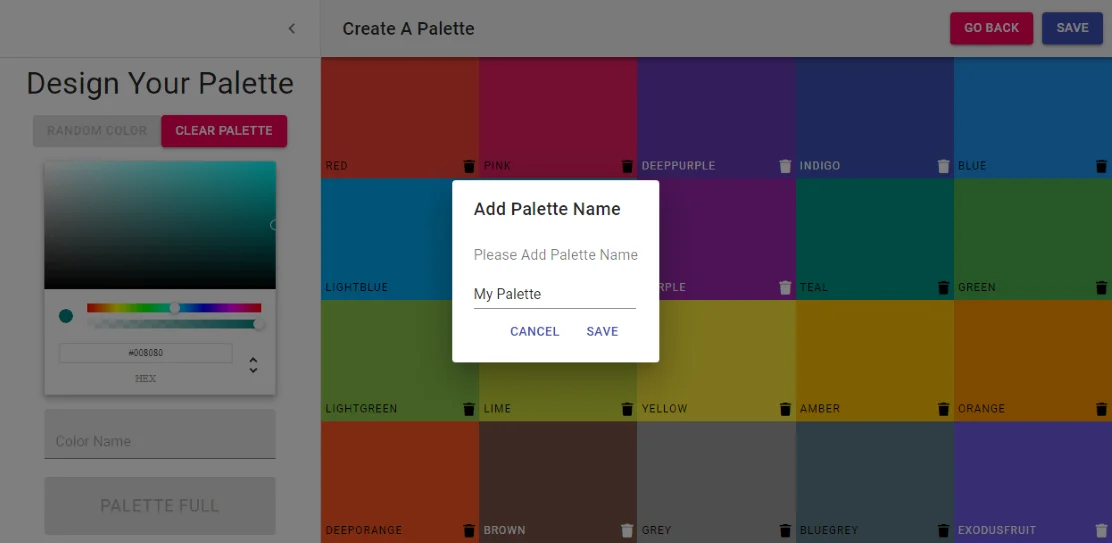 Create A Palette
GO BACK
SAVE
Design Your Palette
RANDOM COLOR
CLEAR PALETTE
#008080
HEX
Color Name
PALETTE FULL
RED
PINK
DEEPPURPLE
INDIGO
BLUE
LIGHTBLUE
RPLE
TEAL
GREEN
LIGHTGREEN
LIME
YELLOW
AMBER
ORANGE
DEEPORANGE
BROWN
GREY
BLUEGREY
EXODUSFRUIT
Add Palette Name
Please Add Palette Name
My Palette
CANCEL
SAVE